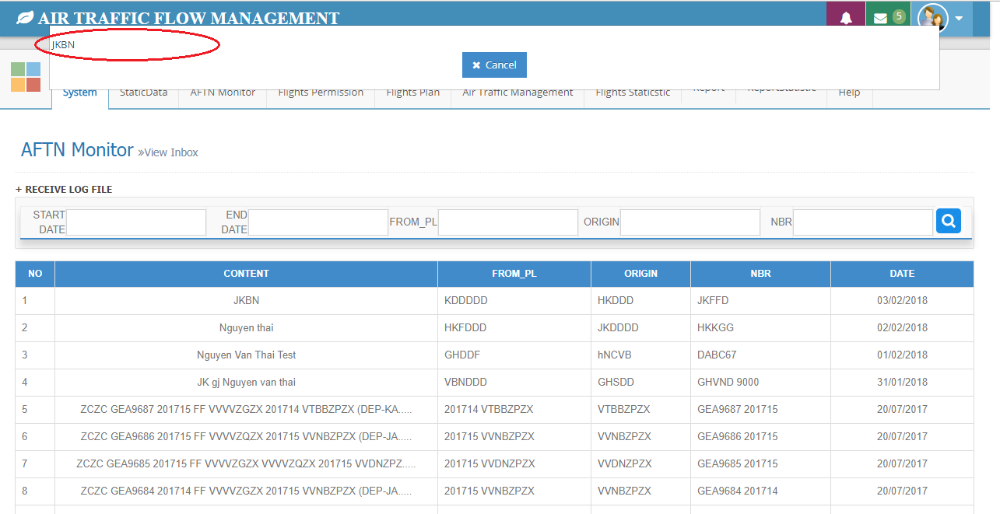 AIR TRAFFIC FLOW MANAGEMENT
5
JKBN
Cancel
System StaticData AFTN Monitor Flights Permission Flights Plan Air Traffic Management Flights Staticstic Report ReportStatistic Help
AFTN Monitor »View Inbox
+ RECEIVE LOG FILE
START DATE END DATE FROM_PL ORIGIN NBR
NO CONTENT FROM_PL ORIGIN NBR DATE
1 JKBN KDDDDD HKDDD JKFFD 03/02/2018
2 Nguyen thai HKFDDD JKDDDD HKKGG 02/02/2018
3 Nguyen Van Thai Test GHDDF hNCVB DABC67 01/02/2018
4 JK gj Nguyen van thai VBNDDD GHSDD GHVND 9000 31/01/2018
5 ZCZC GEA9687 201715 FF VVVVZGZX 201714 VTBBZPZX (DEP-KA..... 201714 VTBBZPZX VTBBZPZX GEA9687 201715 20/07/2017
6 ZCZC GEA9686 201715 FF VVVVZQZX 201715 VVNBZPZX (DEP-JA..... 201715 VVNBZPZX VVNBZPZX GEA9686 201715 20/07/2017
7 ZCZC GEA9685 201715 FF VVVVZGZX VVVVZQZX 201715 VVDNZPZ..... 201715 VVDNZPZX VVDNZPZX GEA9685 201715 20/07/2017
8 ZCZC GEA9684 201714 FF VVVVZGZX 201715 VVNBZPZX (DEP-JA..... 201715 VVNBZPZX VVNBZPZX GEA9684 201714 20/07/2017